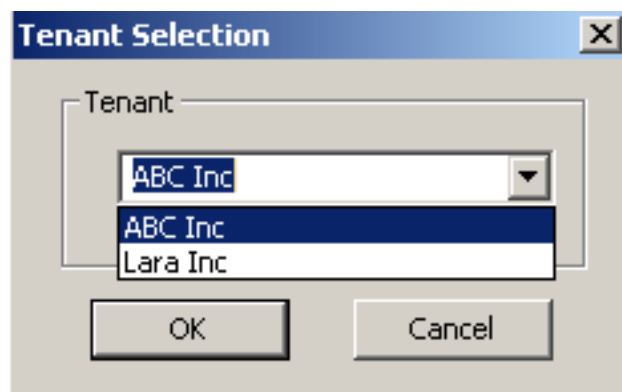 Tenant Selection
Tenant
ABC Inc
ABC Inc
Lara Inc
OK Cancel